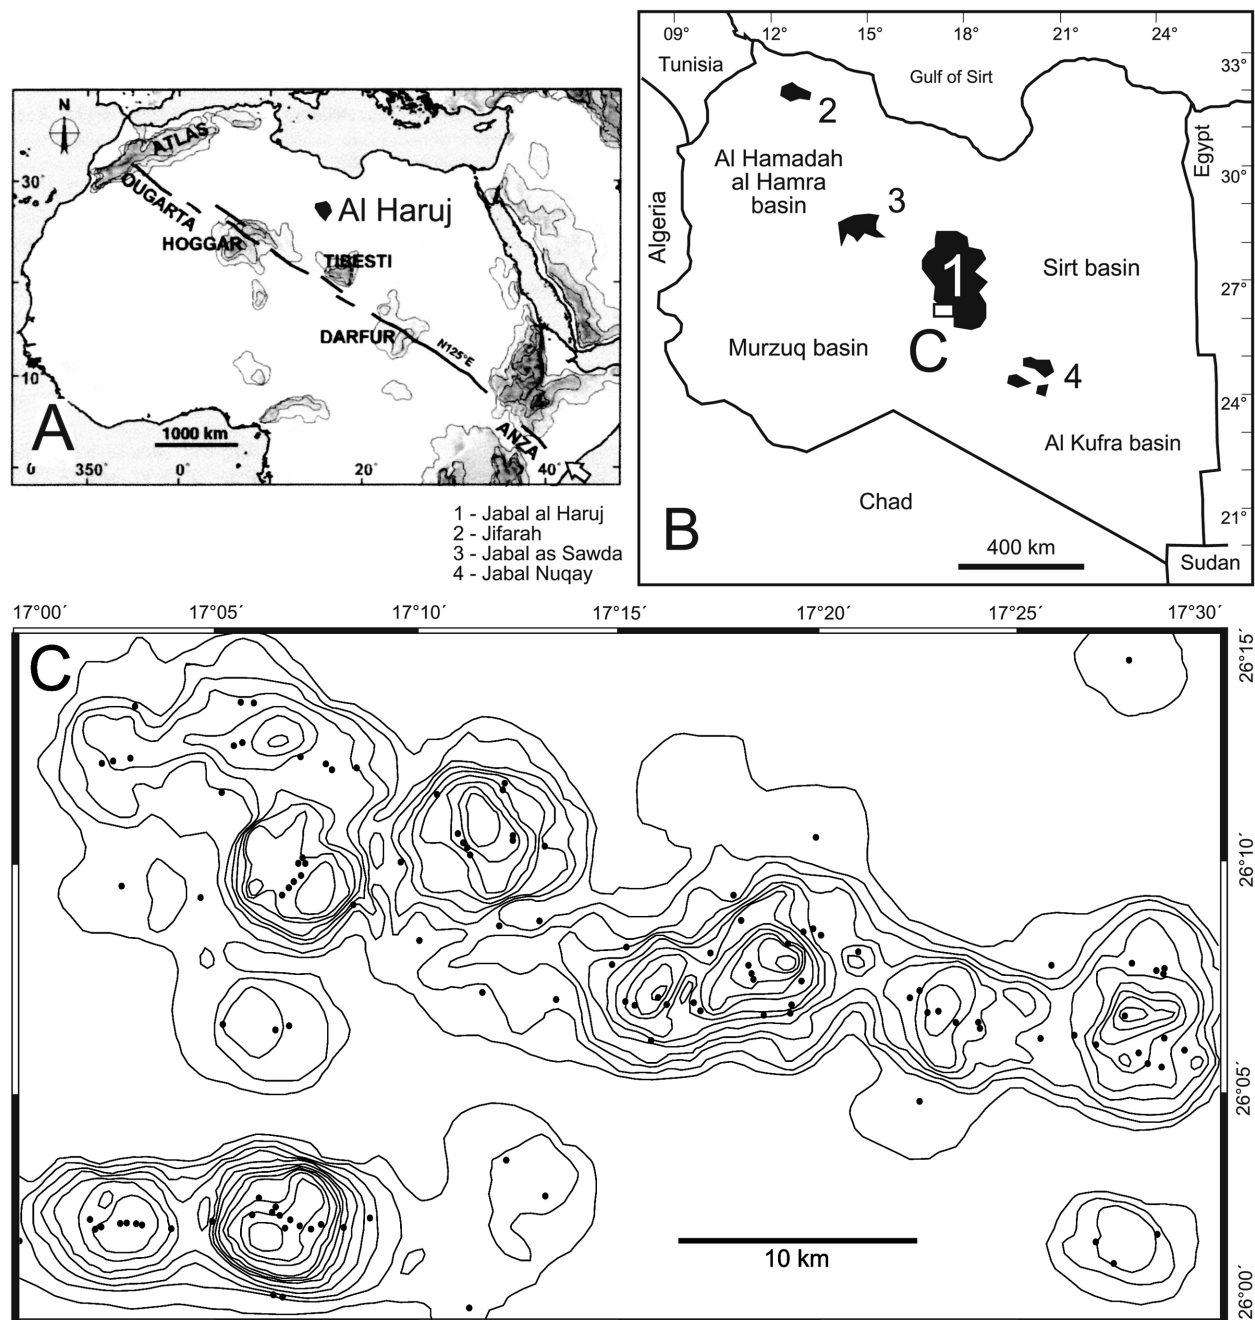 N
ATLAS
30°
OUGARTA
Al Haruj
HOGGAR
TIBESTI
DARFUR
N125°E
10
A
1000 km
ANZA
0
350°
0°
20°
40°
1 - Jabal al Haruj
2 - Jifarah
3 - Jabal as Sawda
4 - Jabal Nuqay
09°
12°
15°
18°
21°
24°
Tunisia
Gulf of Sirt
33°
2
Egypt
Al Hamadah
al Hamra
basin
30°
3
Algeria
1
Sirt basin
27°
C
Murzuq basin
4
24°
Al Kufra basin
Chad
21°
B
400 km
Sudan
17°00´
17°05´
17°10´
17°15´
17°20´
17°25´
17°30´
C
26°15´
26°10´
26°05´
26°00´
10 km